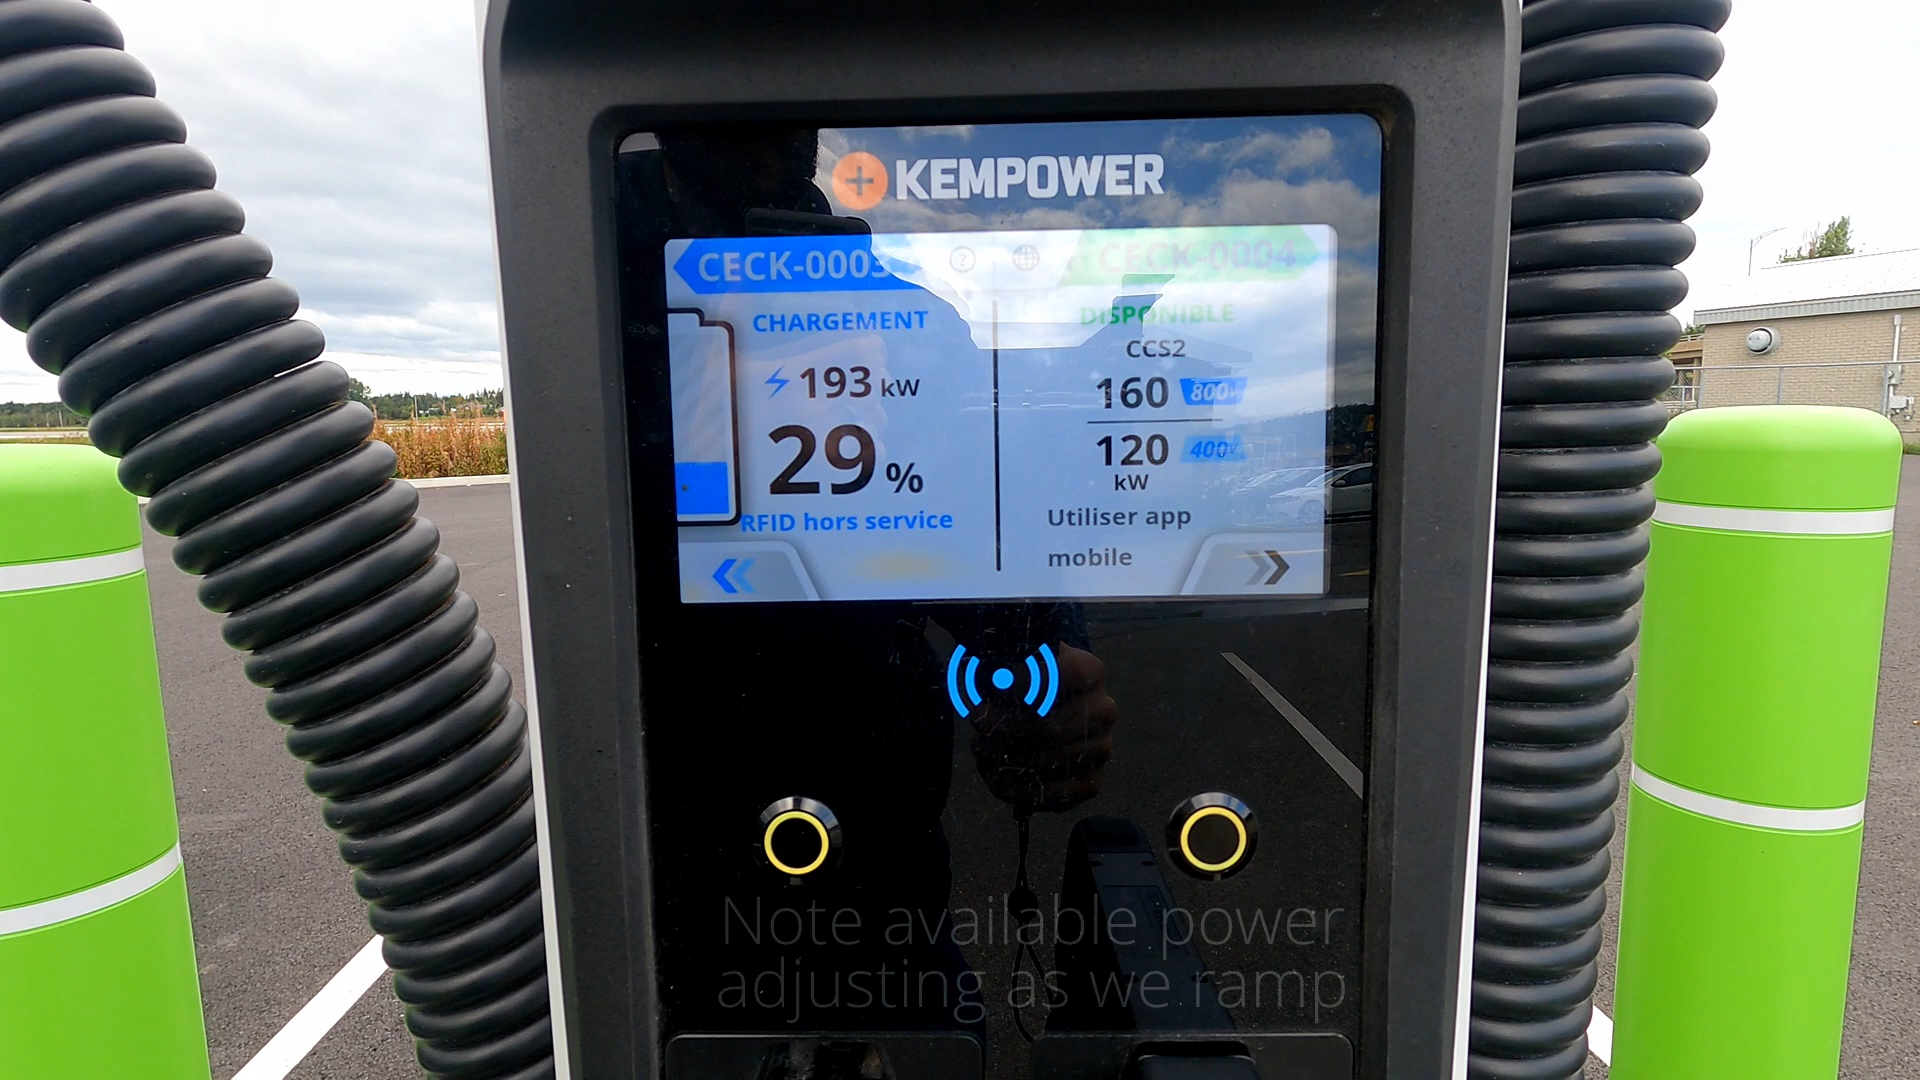 KEMPOWER
CECK-0003
CHARGEMENT
193 kW
29 %
RFID hors service
?
CECK-0004
DISPONIBLE
CCS2
160 800V
120 400V
kW
Utiliser app
mobile
Note available power
adjusting as we ramp